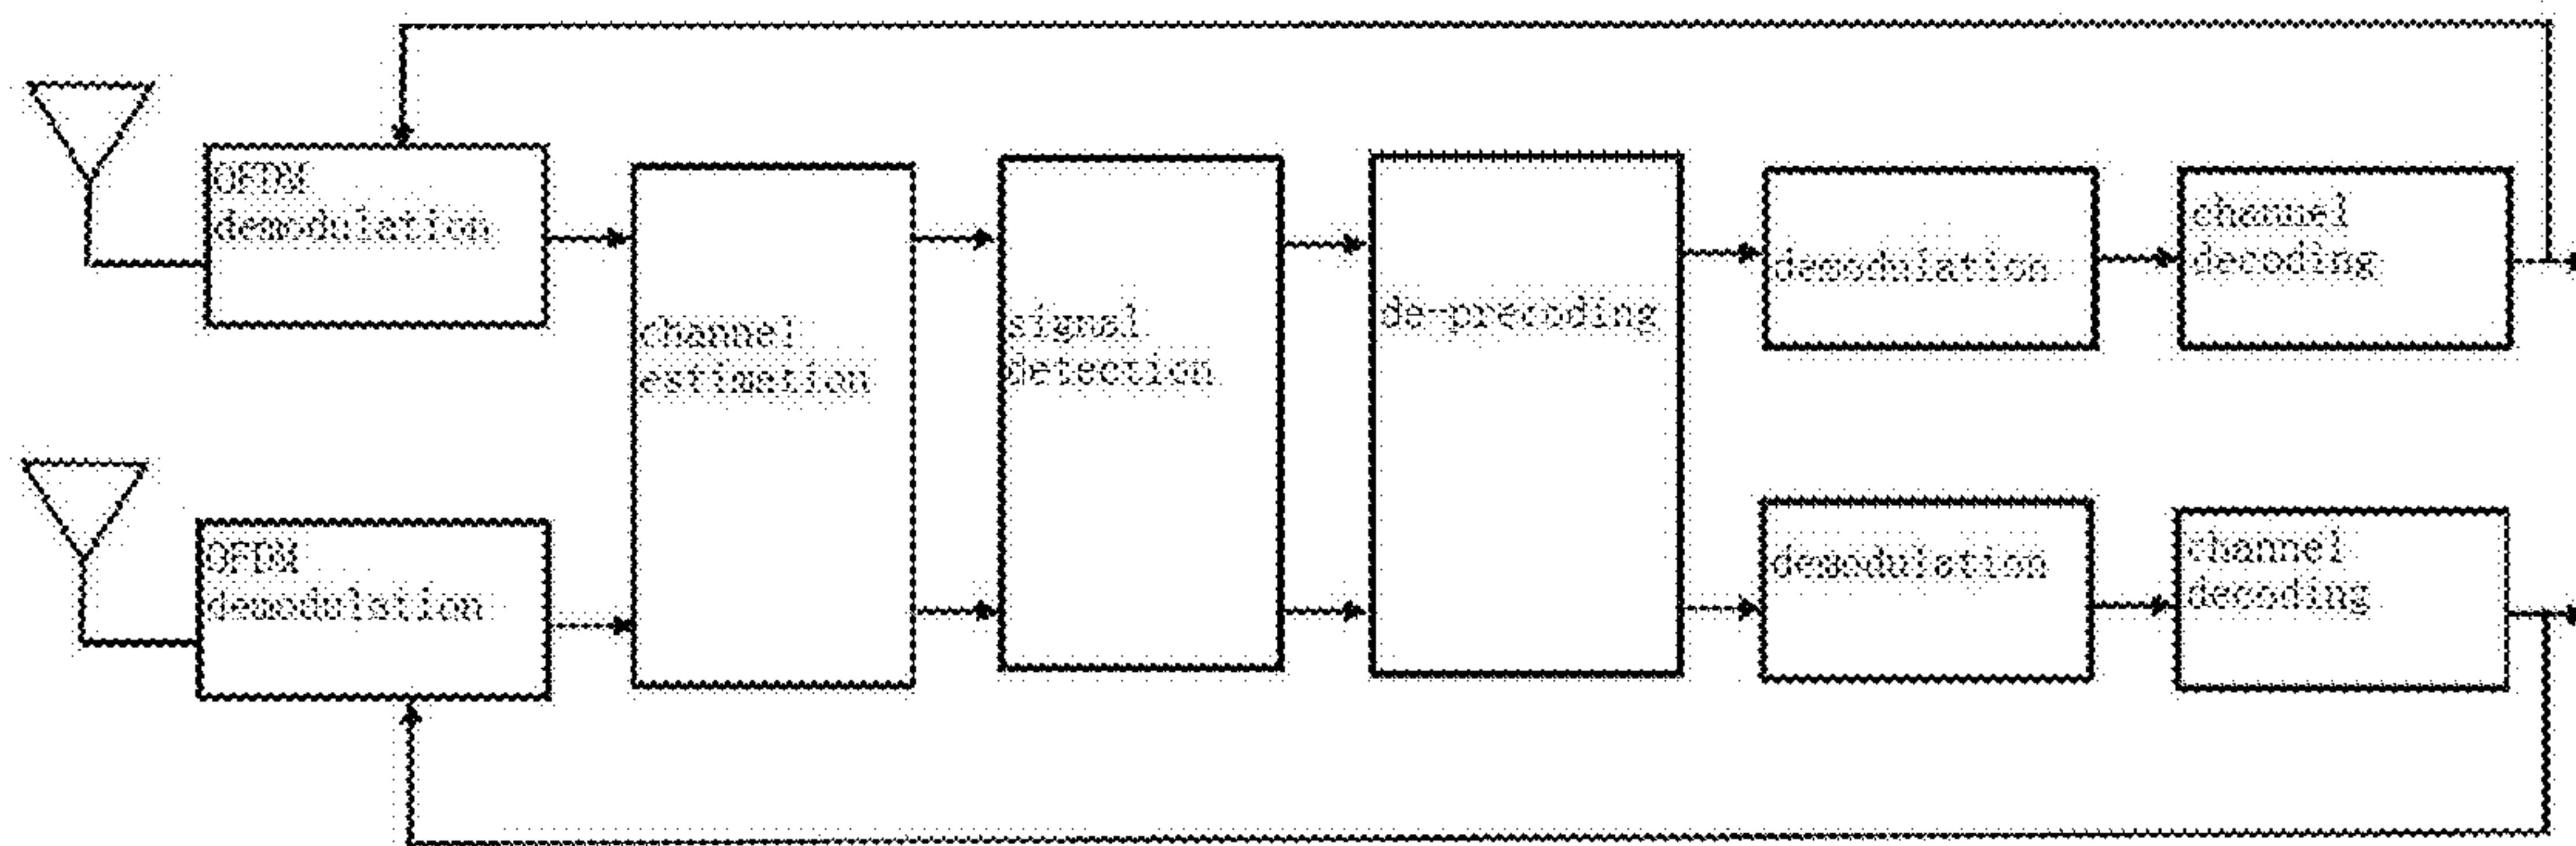 OFDM
demodulation
channel
estimation
signal
detection
de-precoding
demodulation
channel
decoding
OFDM
demodulation
demodulation
channel
decoding